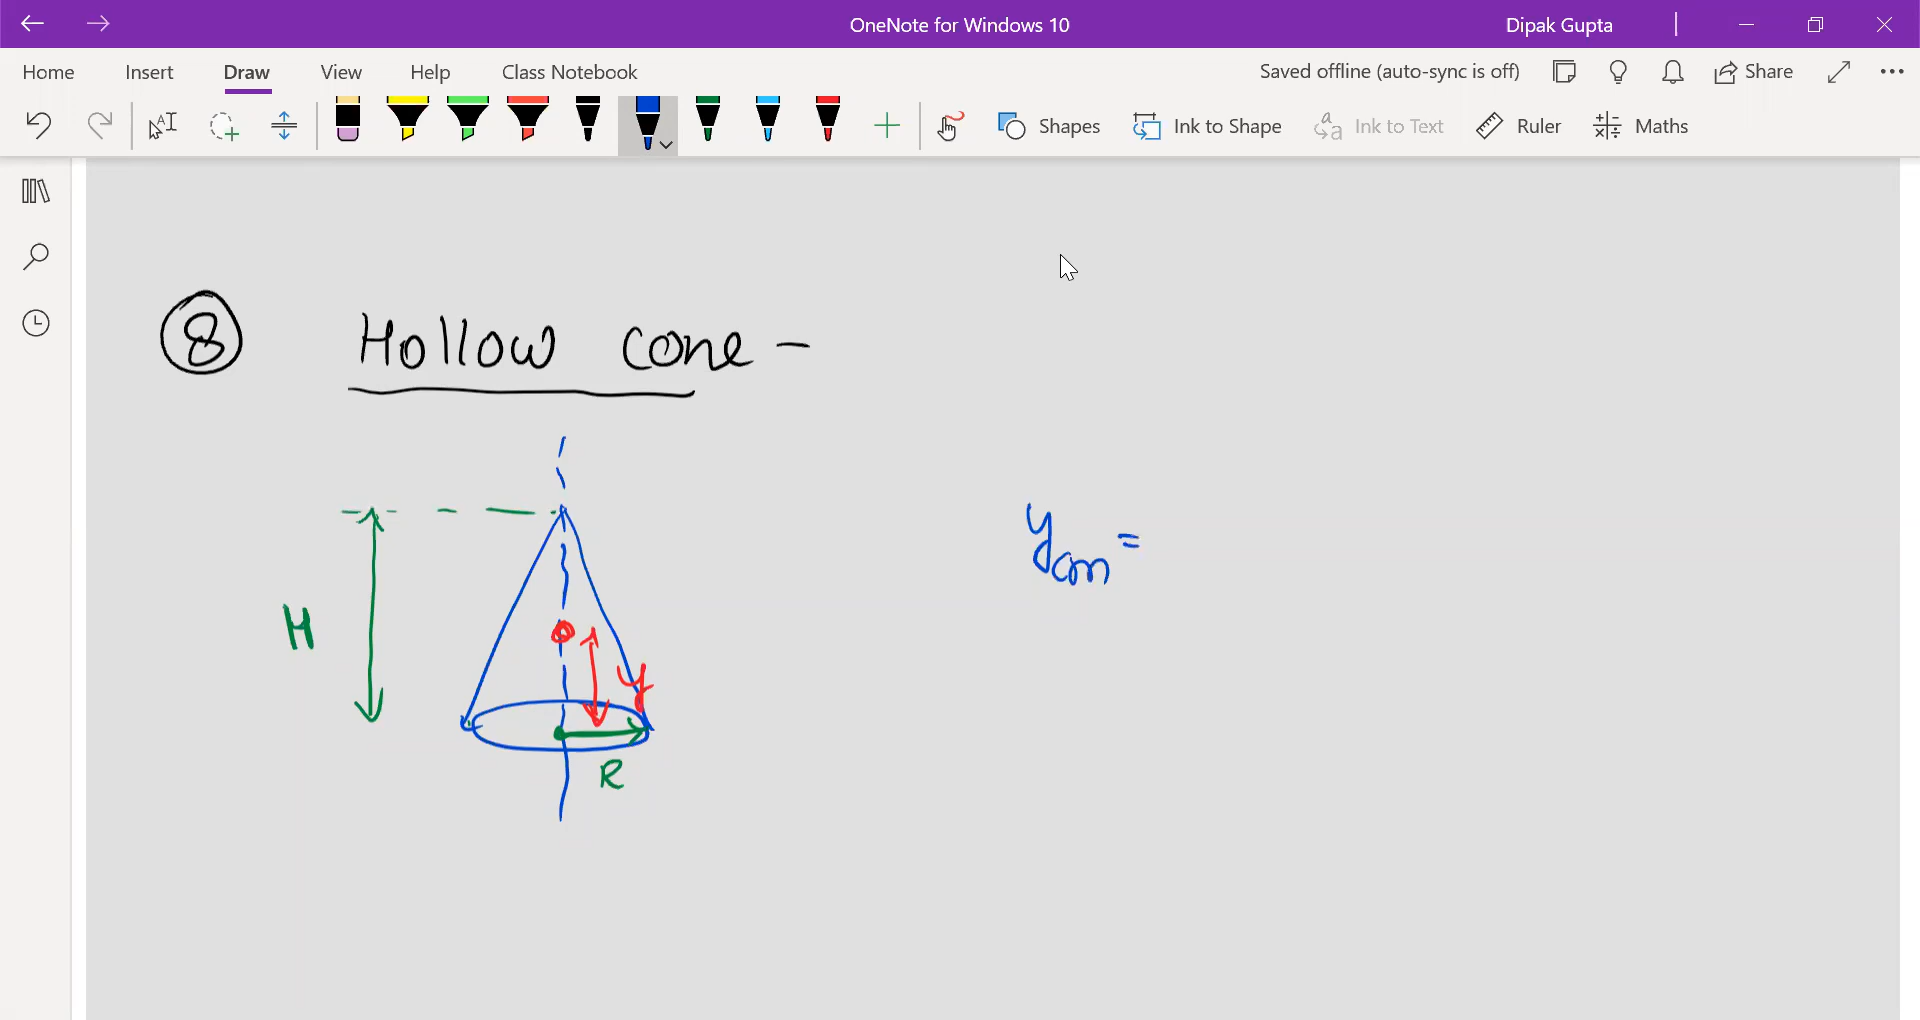 OneNote for Windows 10
Dipak Gupta
Home Insert Draw View Help Class Notebook
Saved offline (auto-sync is off) Share
Shapes Ink to Shape Ink to Text Ruler Maths
8 Hollow cone -
H
y
R
ycm =